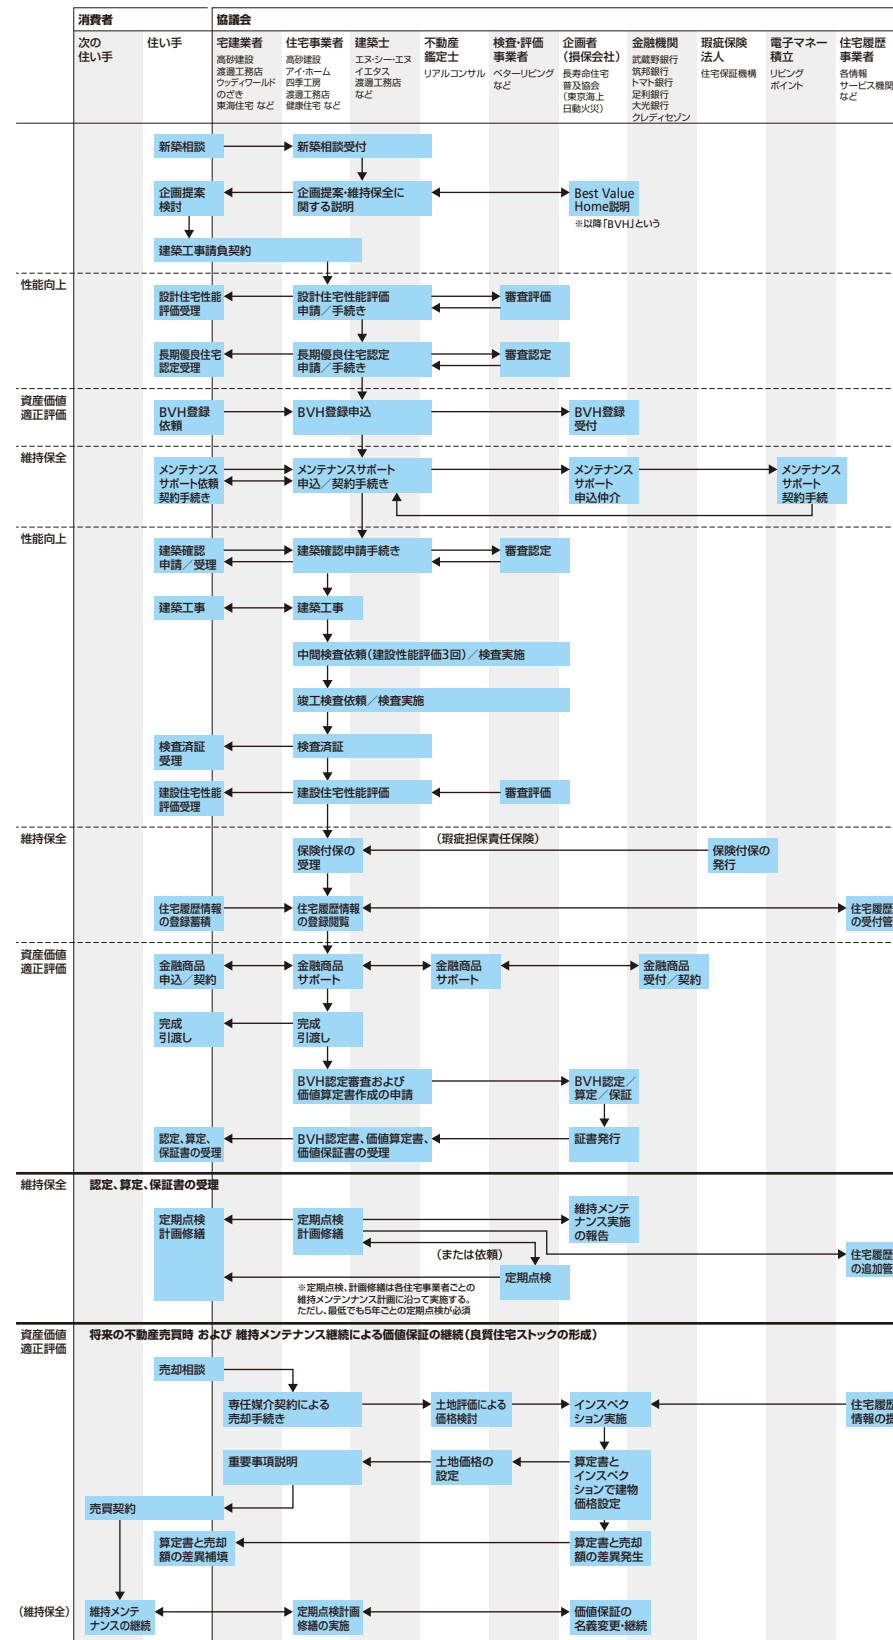 消費者
協議会
次の
住い手
住い手
宅建業者
高砂建設
渡邊工務店
ウッディワールド
のざき
東海住宅 など
住宅事業者
高砂建設
アイ・ホーム
四季工房
渡邊工務店
健康住宅 など
建築士
エヌ・シー・エヌ
イエタス
渡邊工務店
など
不動産
鑑定士
リアルコンサル
検査・評価
事業者
ベターリビング
など
企画者
(損保会社)
長寿命住宅
普及協会
(東京海上
日動火災)
金融機関
武蔵野銀行
筑邦銀行
トマト銀行
足利銀行
大光銀行
クレディセゾン
瑕疵保険
法人
住宅保証機構
電子マネー
積立
リビング
ポイント
住宅履歴
事業者
各情報
サービス機関
など
新築相談
新築相談受付
企画提案
検討
企画提案・維持保全に
関する説明
Best Value
Home説明
※以降「BVH」という
建築工事請負契約
性能向上
設計住宅性能
評価受理
設計住宅性能評価
申請/手続き
審査評価
長期優良住宅
認定受理
長期優良住宅認定
申請/手続き
審査認定
資産価値
適正評価
BVH登録
依頼
BVH登録申込
BVH登録
受付
維持保全
メンテナンス
サポート依頼
契約手続き
メンテナンスサポート
申込/契約手続き
メンテナンス
サポート
申込仲介
メンテナンス
サポート
契約手続
性能向上
建築確認
申請/受理
建築確認申請手続き
審査認定
建築工事
建築工事
中間検査依頼(建設性能評価3回)/検査実施
竣工検査依頼/検査実施
検査済証
受理
検査済証
建設住宅性能
評価受理
建設住宅性能評価
審査評価
維持保全
保険付保の
受理
(瑕疵担保責任保険)
保険付保の
発行
住宅履歴情報
の登録蓄積
住宅履歴情報
の登録閲覧
住宅履歴
の受付管
資産価値
適正評価
金融商品
申込/契約
金融商品
サポート
金融商品
サポート
金融商品
受付/契約
完成
引渡し
完成
引渡し
BVH認定審査および
価値算定書作成の申請
BVH認定/
算定/保証
認定、算定、
保証書の受理
BVH認定書、価値算定書、
価値保証書の受理
証書発行
維持保全
認定、算定、保証書の受理
定期点検
計画修繕
定期点検
計画修繕
維持メンテ
ナンス実施
の報告
(または依頼)
住宅履歴
の追加管
定期点検
※定期点検、計画修繕は各住宅事業者ごとの
維持メンテンナンス計画に沿って実施する。
ただし、最低でも5年ごとの定期点検が必須
資産価値
適正評価
将来の不動産売買時 および 維持メンテナンス継続による価値保証の継続(良質住宅ストックの形成)
売却相談
専任媒介契約による
売却手続き
土地評価による
価格検討
インスペク
ション実施
住宅履歴
情報の提
重要事項説明
土地価格の
設定
算定書と
インスペク
ションで建物
価格設定
売買契約
算定書と売却
額の差異補填
算定書と売却
額の差異発生
(維持保全)
維持メンテ
ナンスの継続
定期点検計画
修繕の実施
価値保証の
名義変更・継続